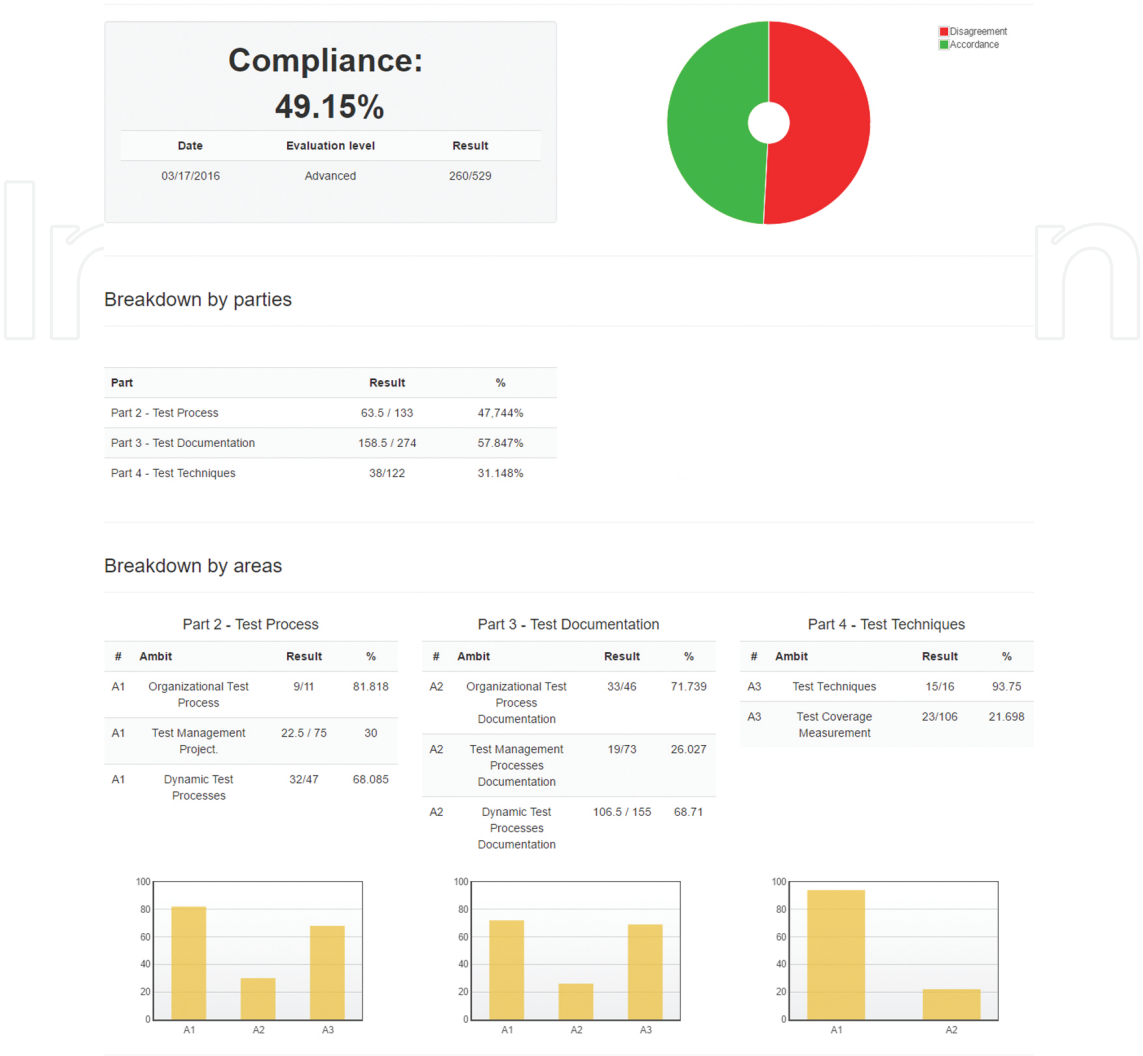 Compliance:
49.15%
Date Evaluation level Result
03/17/2016 Advanced 260/529
Disagreement
Accordance
Breakdown by parties
Part Result %
Part 2 - Test Process 63.5 / 133 47,744%
Part 3 - Test Documentation 158.5 / 274 57.847%
Part 4 - Test Techniques 38/122 31.148%
Breakdown by areas
Part 2 - Test Process
# Ambit Result %
A1 Organizational Test 9/11 81.818
Process
A1 Test Management 22.5 / 75 30
Project.
A1 Dynamic Test 32/47 68.085
Processes
Part 3 - Test Documentation
# Ambit Result %
A2 Organizational Test 33/46 71.739
Process
Documentation
A2 Test Management 19/73 26.027
Processes
Documentation
A2 Dynamic Test 106.5 / 155 68.71
Processes
Documentation
Part 4 - Test Techniques
# Ambit Result %
A3 Test Techniques 15/16 93.75
A3 Test Coverage 23/106 21.698
Measurement
100
80
60
40
20
0
A1 A2 A3
100
80
60
40
20
0
A1 A2 A3
100
80
60
40
20
0
A1 A2